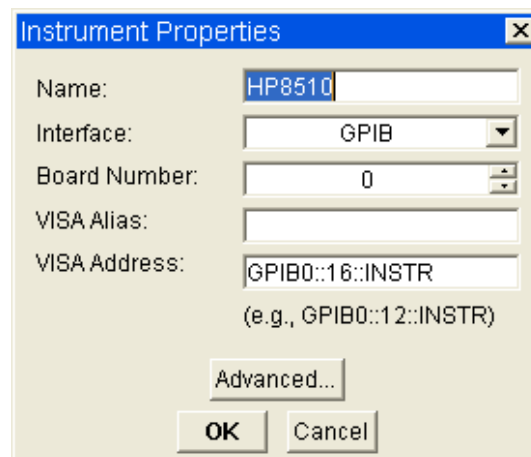 Instrument Properties
Name: HP8510
Interface: GPIB
Board Number: 0
VISA Alias:
VISA Address: GPIB0::16::INSTR
(e.g., GPIB0::12::INSTR)
Advanced...
OK Cancel